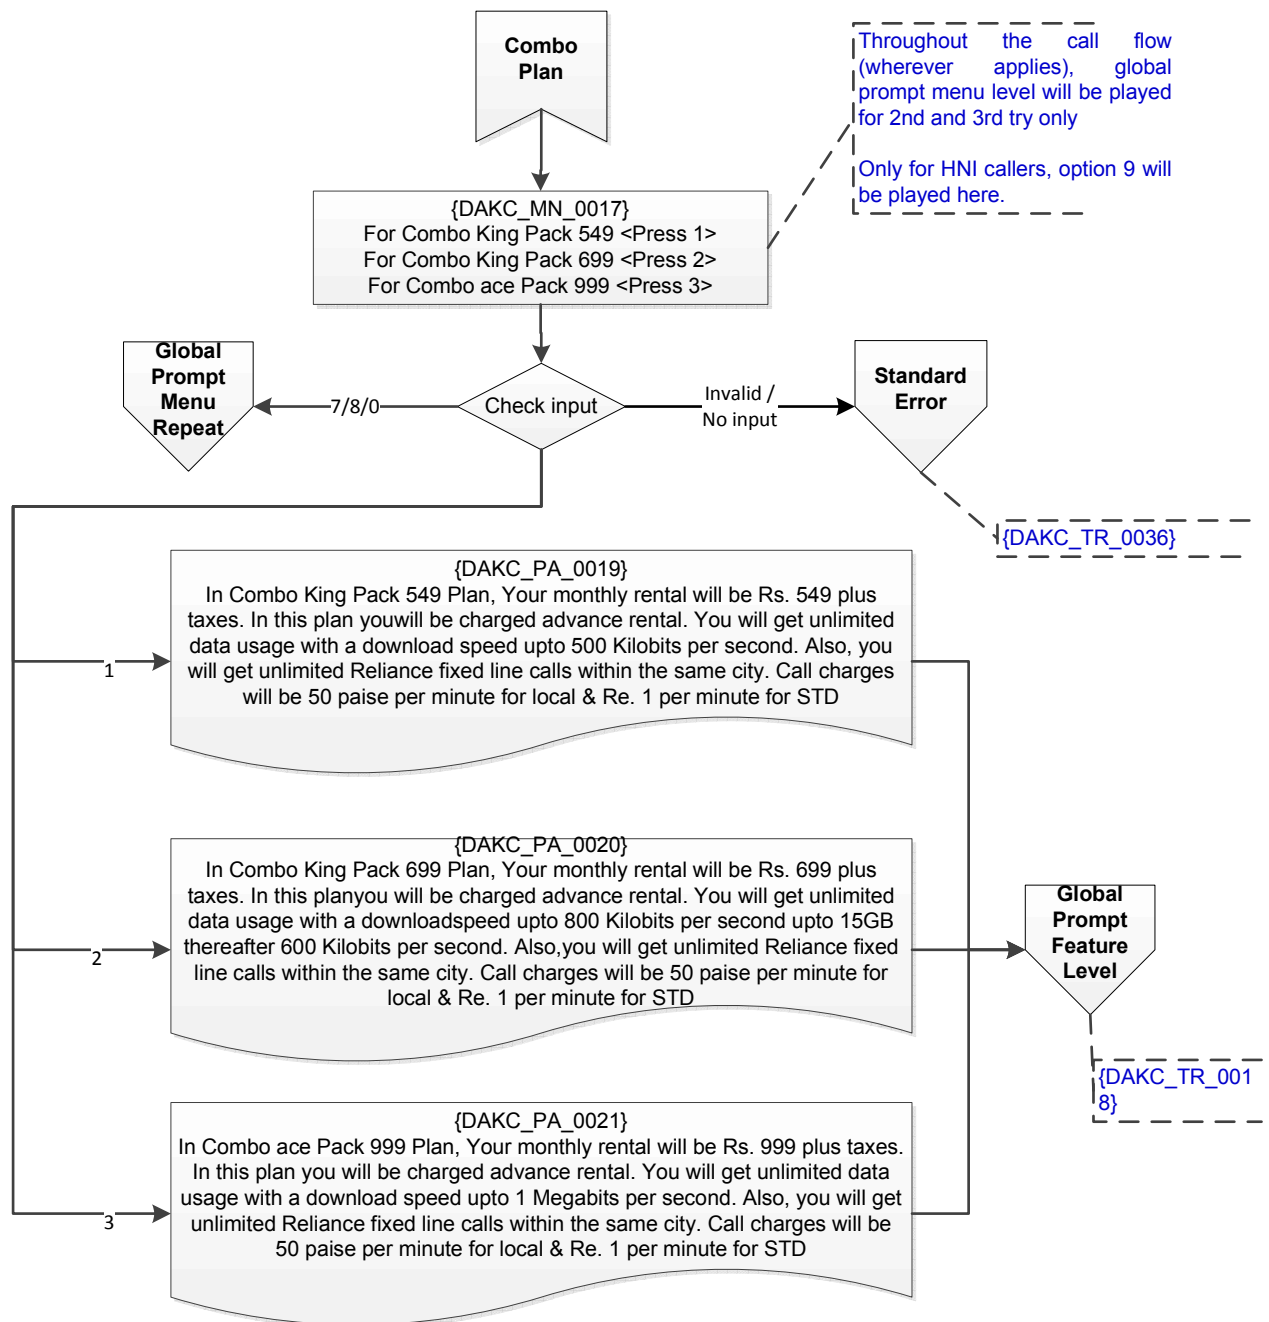 Combo
Plan
Throughout the call flow
(wherever applies), global
prompt menu level will be played
for 2nd and 3rd try only
Only for HNI callers, option 9 will
be played here.
{DAKC_MN_0017}
For Combo King Pack 549 <Press 1>
For Combo King Pack 699 <Press 2>
For Combo ace Pack 999 <Press 3>
Global
Prompt
Menu
Repeat
7/8/0
Check input
Invalid /
No input
Standard
Error
{DAKC_TR_0036}
{DAKC_PA_0019}
In Combo King Pack 549 Plan, Your monthly rental will be Rs. 549 plus
taxes. In this plan youwill be charged advance rental. You will get unlimited
data usage with a download speed upto 500 Kilobits per second. Also, you
will get unlimited Reliance fixed line calls within the same city. Call charges
will be 50 paise per minute for local & Re. 1 per minute for STD
1
{DAKC_PA_0020}
In Combo King Pack 699 Plan, Your monthly rental will be Rs. 699 plus
taxes. In this planyou will be charged advance rental. You will get unlimited
data usage with a downloadspeed upto 800 Kilobits per second upto 15GB
thereafter 600 Kilobits per second. Also,you will get unlimited Reliance fixed
line calls within the same city. Call charges will be 50 paise per minute for
local & Re. 1 per minute for STD
2
Global
Prompt
Feature
Level
{DAKC_TR_001
8}
{DAKC_PA_0021}
In Combo ace Pack 999 Plan, Your monthly rental will be Rs. 999 plus taxes.
In this plan you will be charged advance rental. You will get unlimited data
usage with a download speed upto 1 Megabits per second. Also, you will get
unlimited Reliance fixed line calls within the same city. Call charges will be
50 paise per minute for local & Re. 1 per minute for STD
3